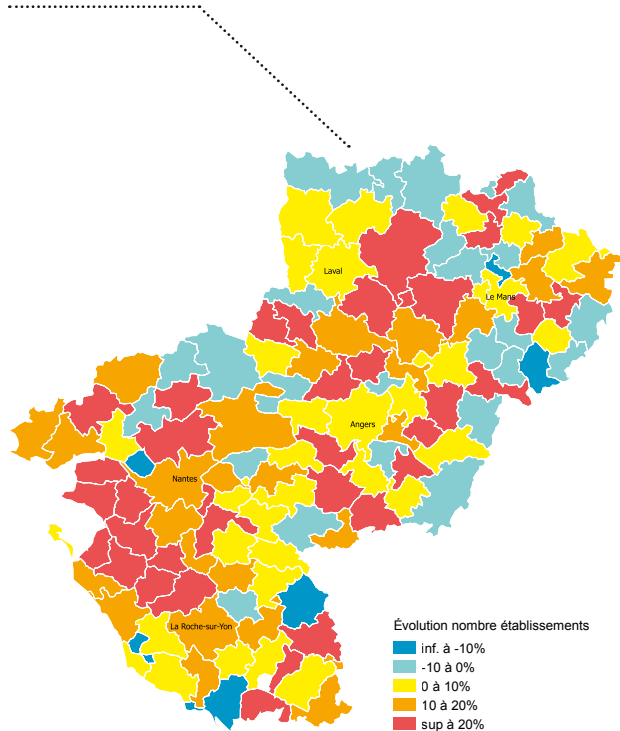 Laval
Le Mans
Angers
Nantes
La Roche-sur-Yon
Évolution nombre établissements
inf. à -10%
-10 à 0%
0 à 10%
10 à 20%
sup à 20%